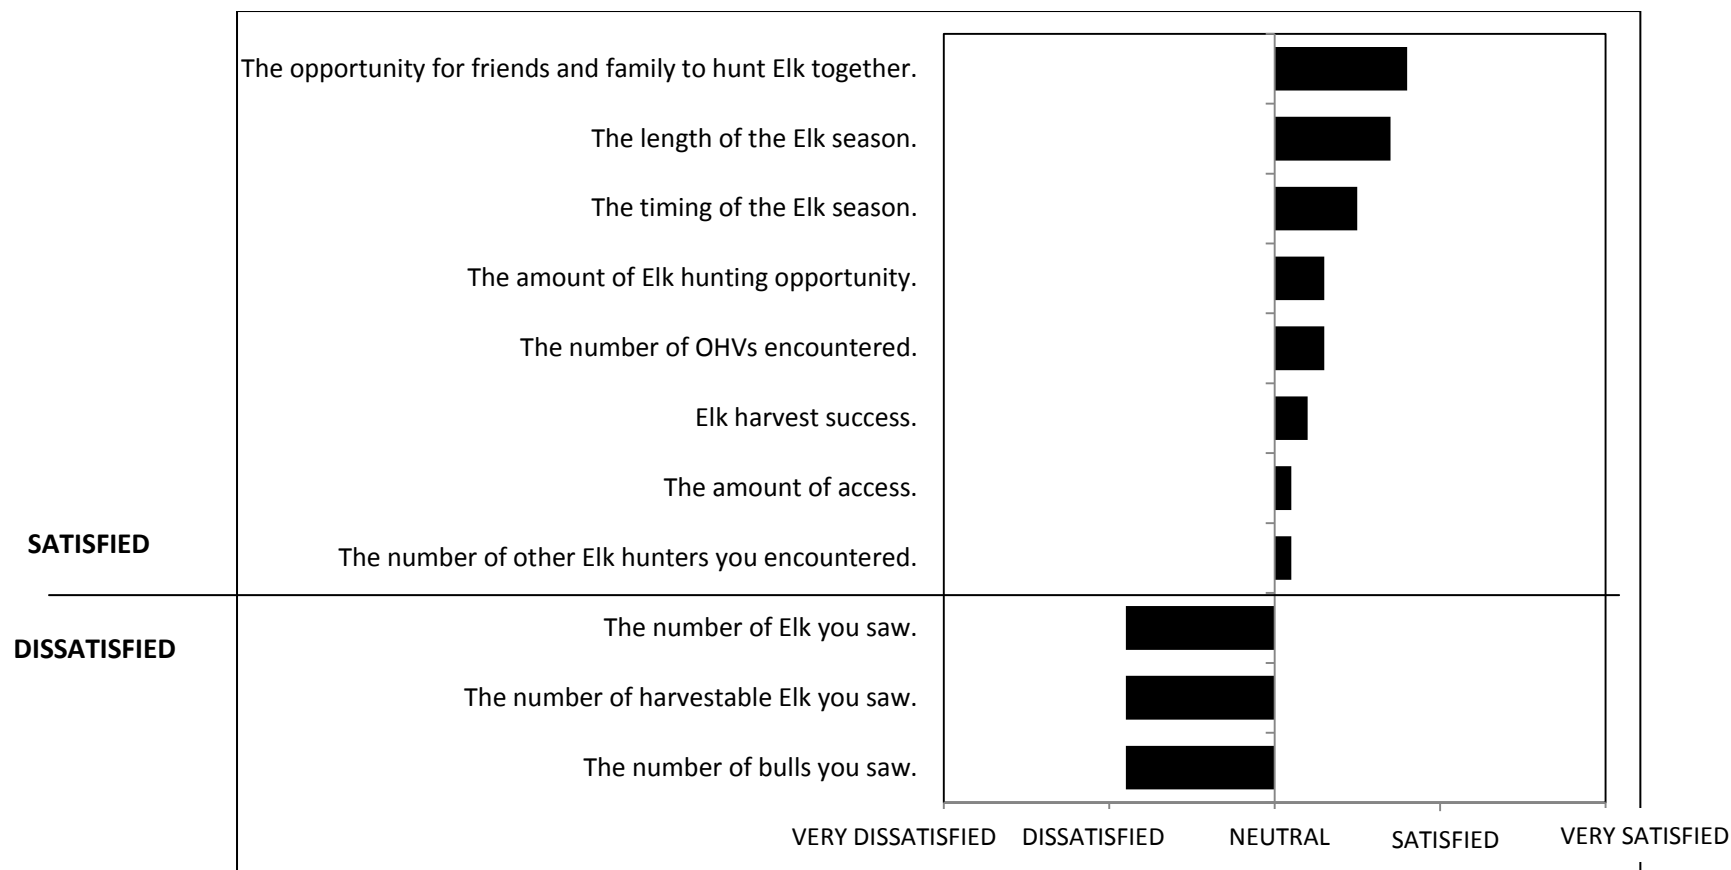 The opportunity for friends and family to hunt Elk together.
The length of the Elk season.
The timing of the Elk season.
The amount of Elk hunting opportunity.
The number of OHVs encountered.
Elk harvest success.
The amount of access.
SATISFIED
The number of other Elk hunters you encountered.
The number of Elk you saw.
DISSATISFIED
The number of harvestable Elk you saw.
The number of bulls you saw.
VERY DISSATISFIED DISSATISFIED NEUTRAL SATISFIED VERY SATISFIED